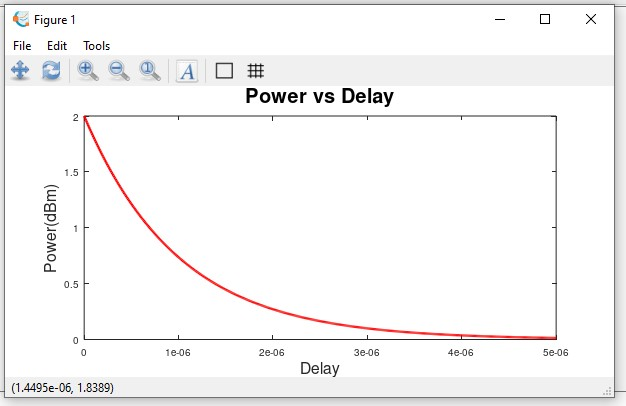 Figure 1
File Edit Tools
A
Power vs Delay
Power(dBm)
2
1.5
1
0.5
0
0 1e-06 2e-06 3e-06 4e-06 5e-06
Delay
(1.4495e-06, 1.8389)